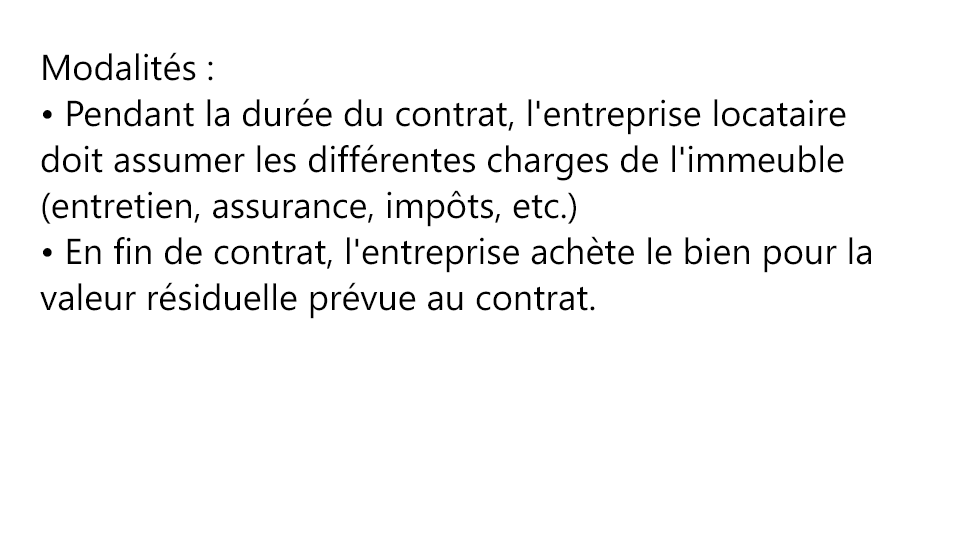 Modalités :
• Pendant la durée du contrat, l'entreprise locataire
doit assumer les différentes charges de l'immeuble
(entretien, assurance, impôts, etc.)
• En fin de contrat, l'entreprise achète le bien pour la
valeur résiduelle prévue au contrat.